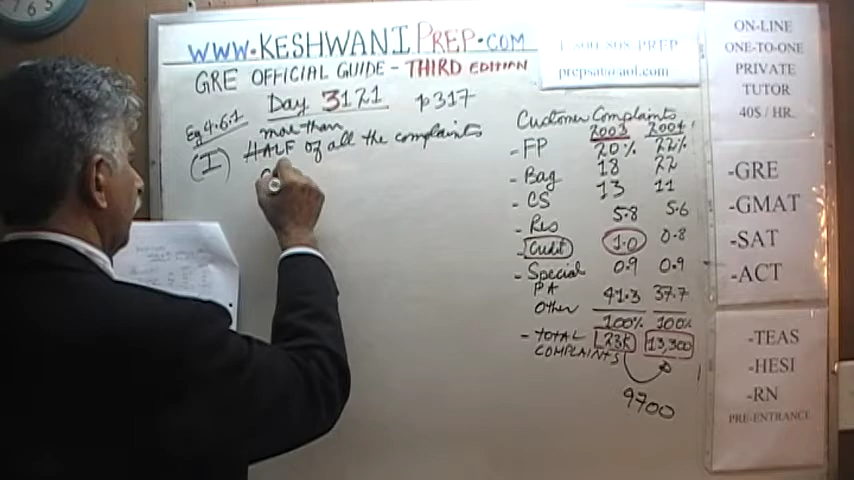 WWW.KESHWANIPREP.COM
GRE OFFICIAL GUIDE - THIRD EDITION
Day 3121 p317
Eg 4.6.1
more than
(I) HALF of all the complaints
Customer Complaints
2003 2004
- FP 20% 22%
- Bag 18 22
- CS 13 11
- Res 5.8 5.6
- Credit 1.0 0.8
- Special 0.9 0.9
PA
Other 41.3 37.7
100% 100%
- TOTAL 23K 13,300
COMPLAINTS
9700
PREP
prepsat@aol.com
ON-LINE
ONE-TO-ONE
PRIVATE
TUTOR
40$ / HR.
-GRE
-GMAT
-SAT
-ACT
-TEAS
-HESI
-RN
PRE-ENTRANCE